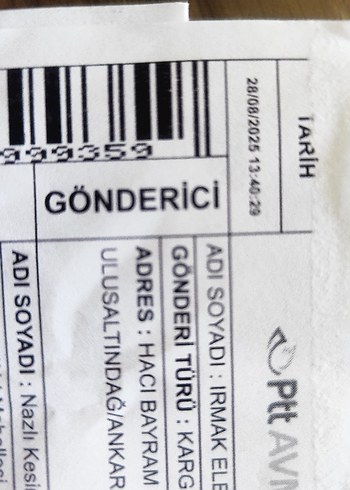 TARİH
28/08/2025 13:40:29
GÖNDERİCİ
Ptt AVM
ADI SOYADI : IRMAK ELE
GÖNDERİ TÜRÜ : KARG
ADRES : HACI BAYRAM
ULUSALTINDAĞ/ANKAR
ADI SOYADI : Nazlı Kesi